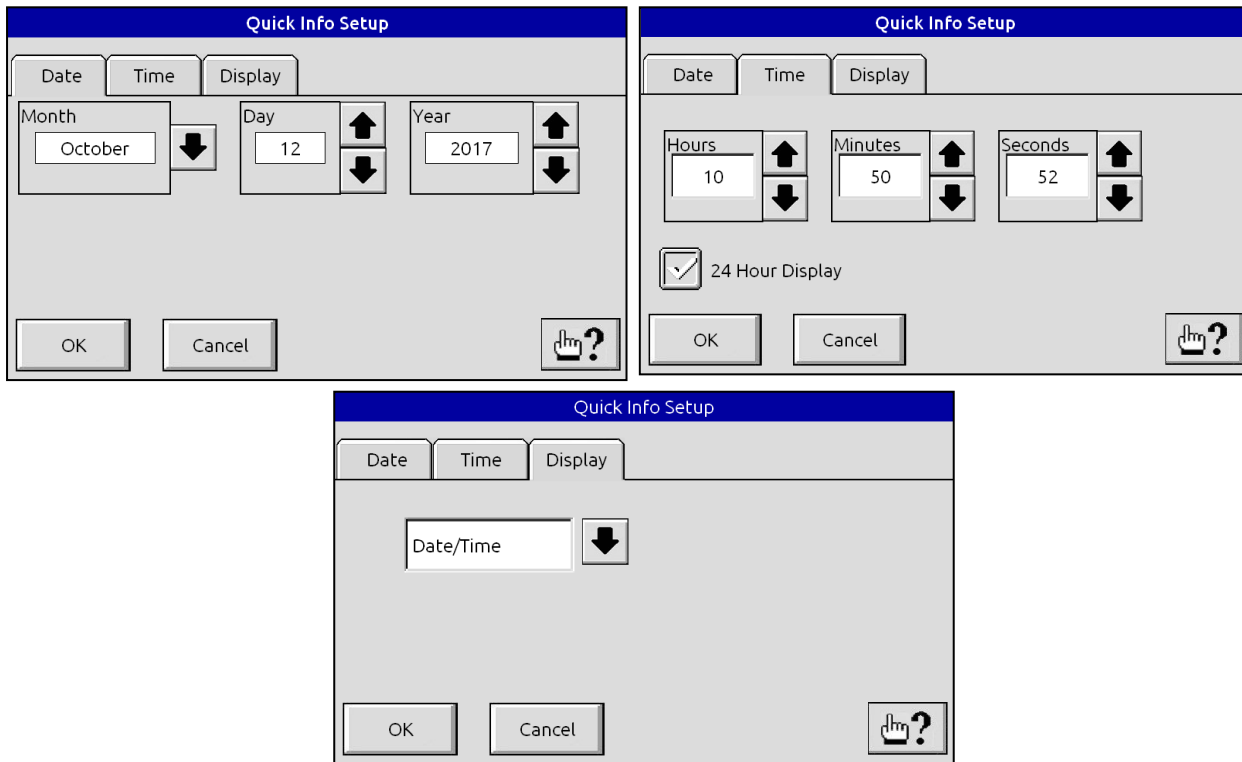 Quick Info Setup
Date Time Display
Month Day Year
October 12 2017
OK Cancel ?
Quick Info Setup
Date Time Display
Hours Minutes Seconds
10 50 52
24 Hour Display
OK Cancel ?
Quick Info Setup
Date Time Display
Date/Time
OK Cancel ?